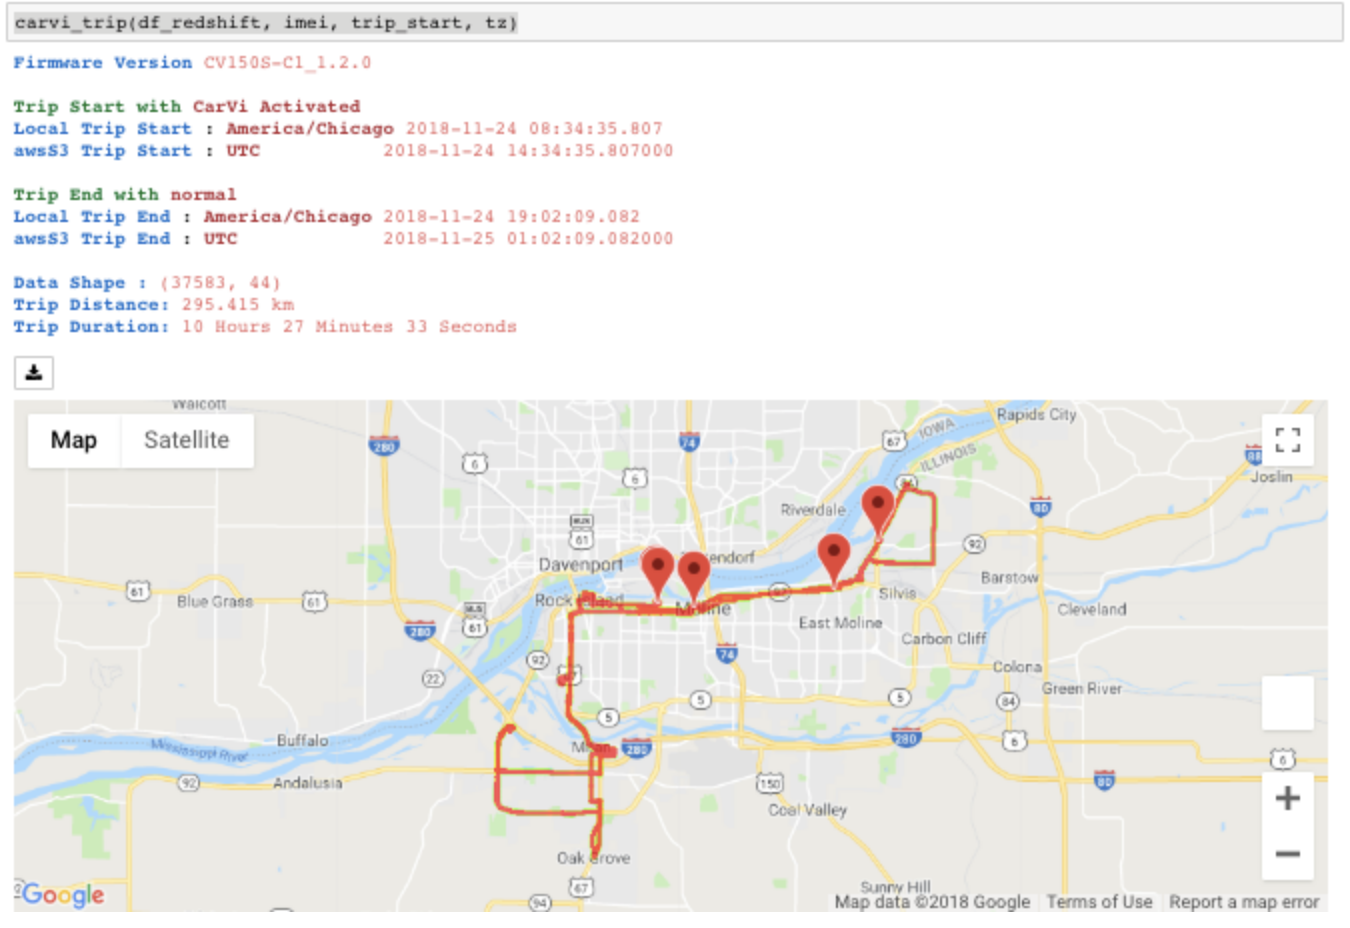 carvi_trip(df_redshift, imei, trip_start, tz)
Firmware Version CV150S-C1_1.2.0
Trip Start with CarVi Activated
Local Trip Start : America/Chicago 2018-11-24 08:34:35.807
awsS3 Trip Start : UTC 2018-11-24 14:34:35.807000
Trip End with normal
Local Trip End : America/Chicago 2018-11-24 19:02:09.082
awsS3 Trip End : UTC 2018-11-25 01:02:09.082000
Data Shape : (37583, 44)
Trip Distance: 295.415 km
Trip Duration: 10 Hours 27 Minutes 33 Seconds
Walcott
Map
Satellite
Rapids City
280
74
67
IOWA
ILLINOIS
88
Joslin
6
6
84
80
Riverdale
BUS
61
92
Davenport
Barstow
61
Blue Grass
61
Rock Island
Moline
92
Silvis
Cleveland
BUS
61
280
East Moline
Carbon Cliff
92
74
Colona
22
5
5
84
Green River
5
Buffalo
Mississippi River
Milan
280
280
6
6
92
Andalusia
150
80
Coal Valley
Oak Grove
67
Sunny Hill
94
Google
Map data ©2018 Google
Terms of Use
Report a map error